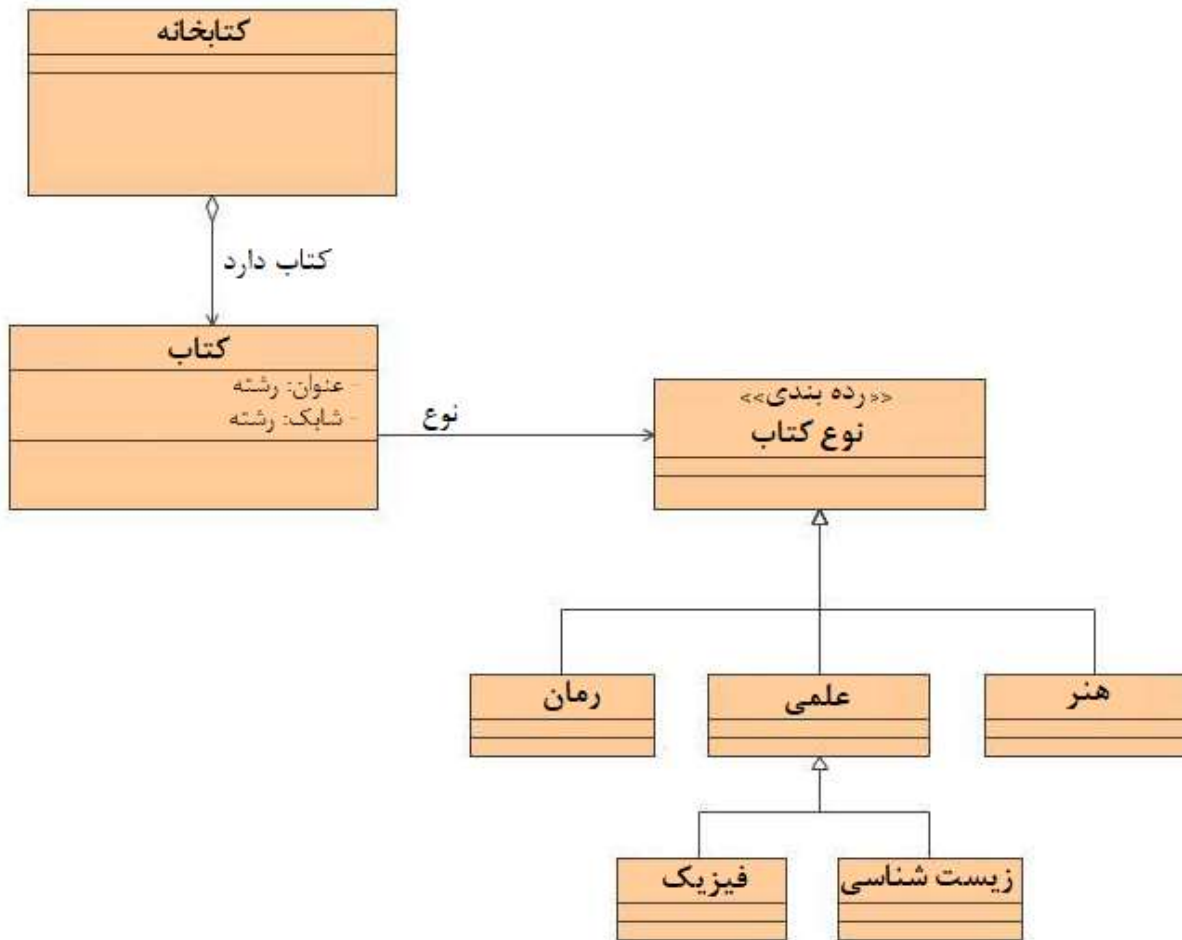 کتابخانه
کتاب دارد
کتاب
- عنوان: رشته
- شابک: رشته
نوع
<<رده بندی>>
نوع کتاب
رمان
علمی
هنر
فیزیک
زیست شناسی